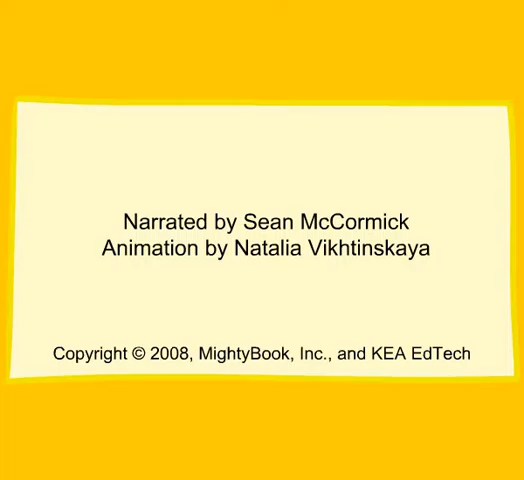 Narrated by Sean McCormick
Animation by Natalia Vikhtinskaya
Copyright © 2008, MightyBook, Inc., and KEA EdTech